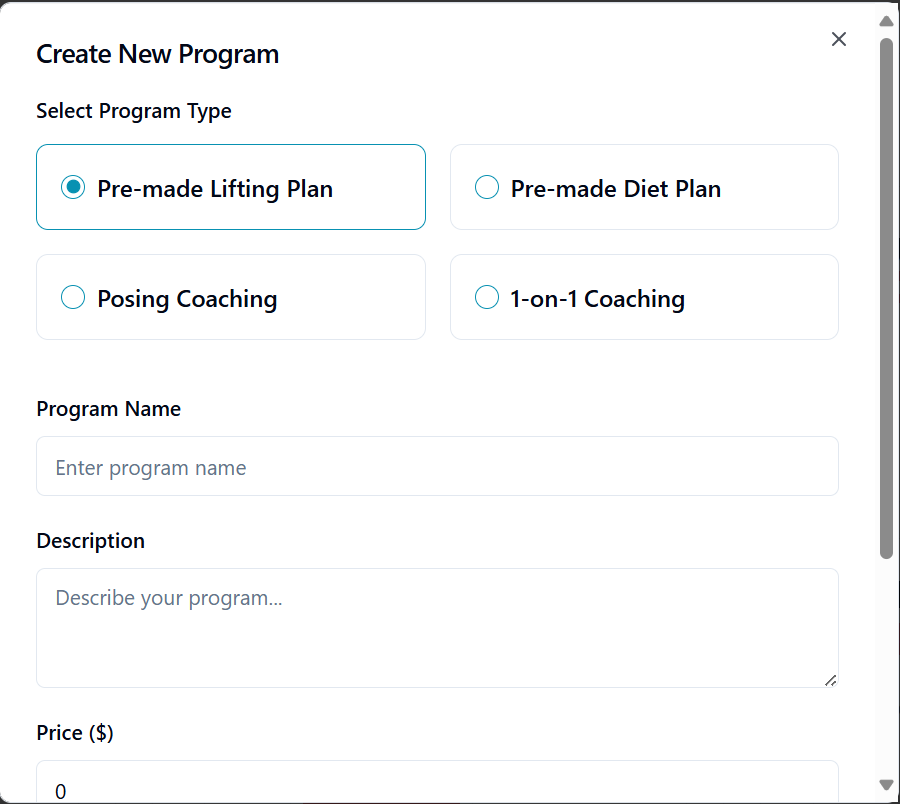 Create New Program
Select Program Type
Pre-made Lifting Plan
Pre-made Diet Plan
Posing Coaching
1-on-1 Coaching
Program Name
Enter program name
Description
Describe your program...
Price ($)
0